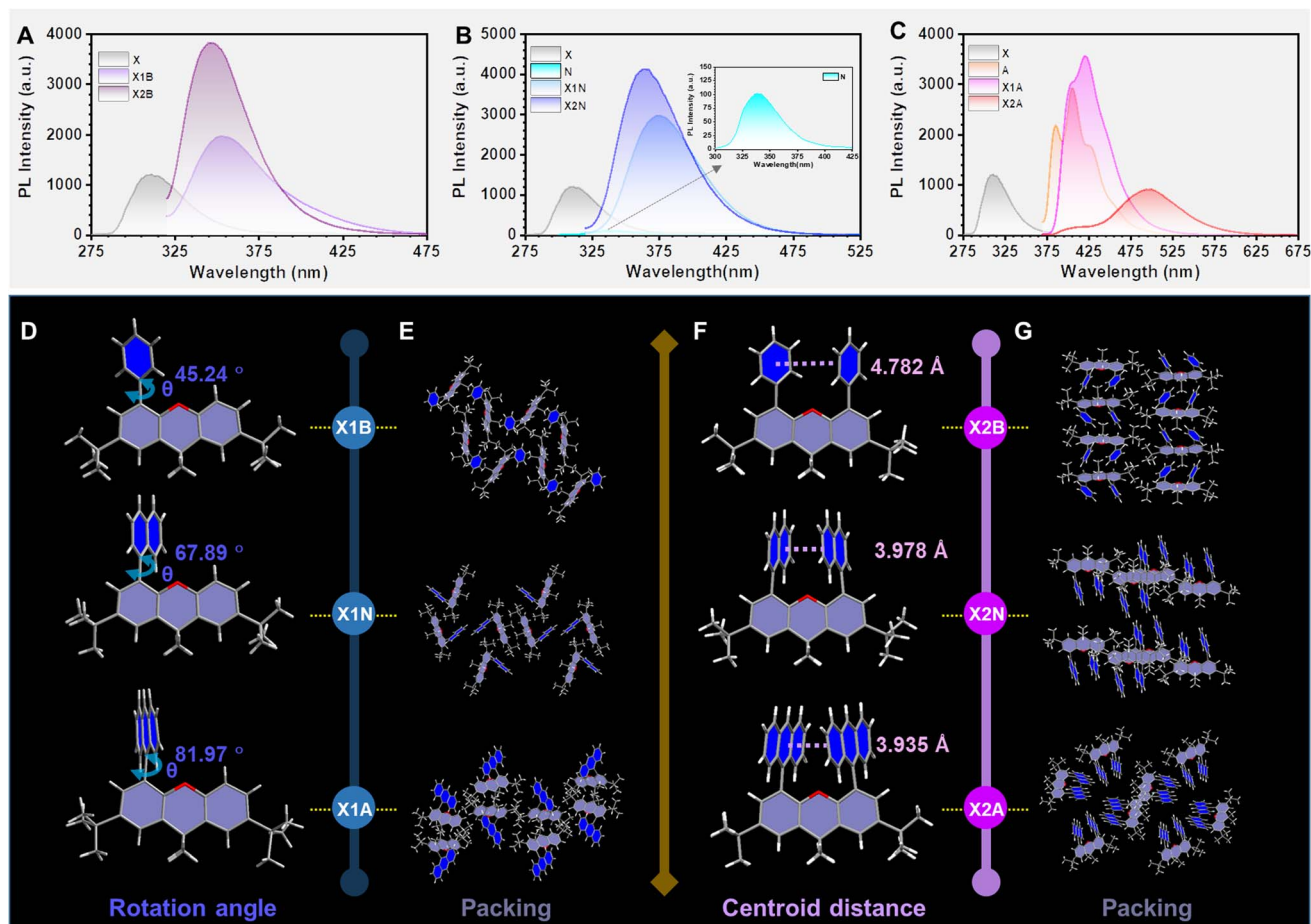 A
PL Intensity (a.u.)
4000
3000
2000
1000
0
X
X1B
X2B
275 325 375 425 475
Wavelength (nm)
B
PL Intensity (a.u.)
5000
4000
3000
2000
1000
0
X
N
X1N
X2N
275 325 375 425 475
Wavelength(nm)
PL Intensity (a.u.)
150
125
100
75
50
25
0
N
300 325 350 375 400 425
Wavelength(nm)
C
PL Intensity (a.u.)
4000
3000
2000
1000
0
X
A
X1A
X2A
275 325 375 425 475 525 575 625 675
Wavelength (nm)
D
θ 45.24 °
θ 67.89 °
θ 81.97 °
Rotation angle
X1B
X1N
X1A
E
Packing
F
4.782 Å
3.978 Å
3.935 Å
Centroid distance
X2B
X2N
X2A
G
Packing